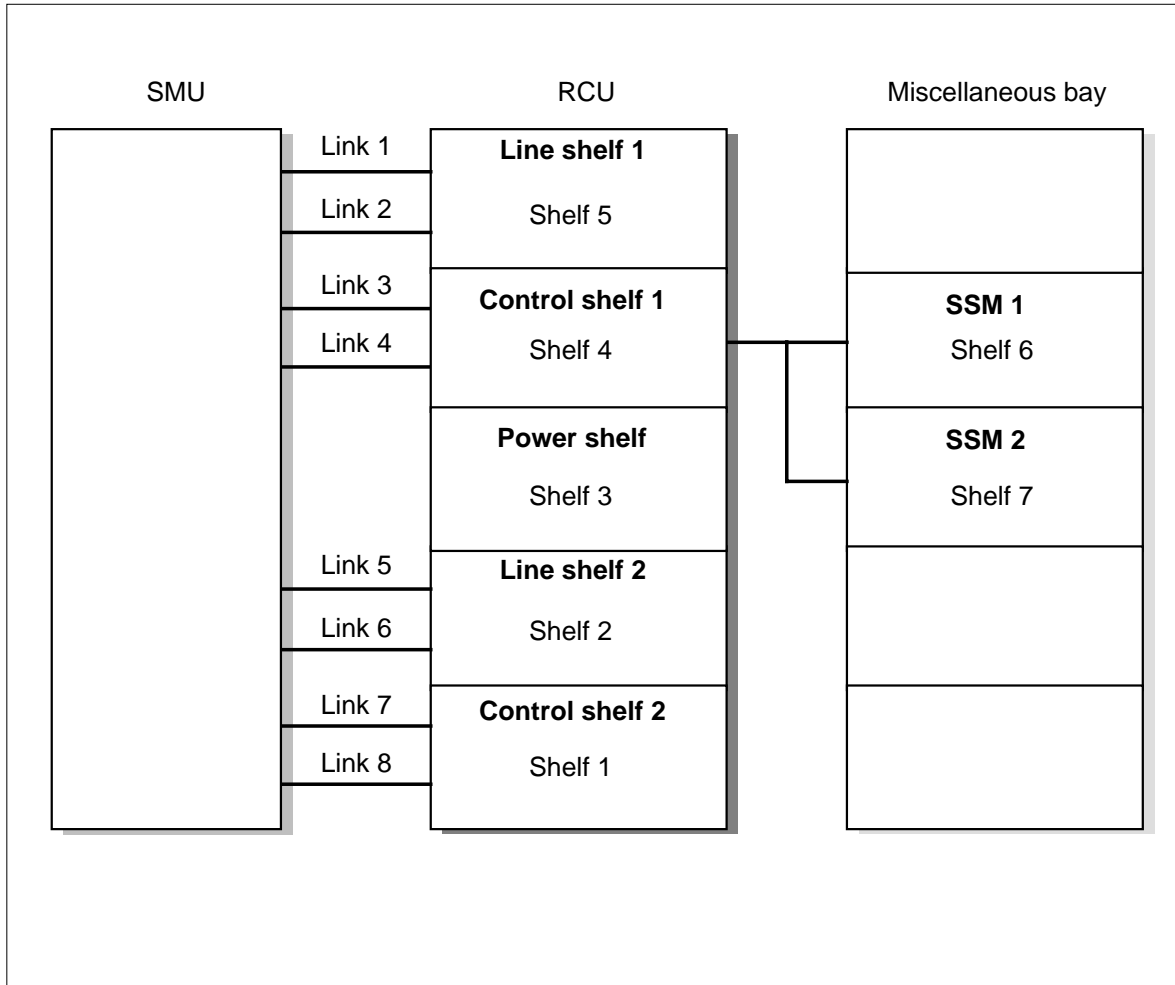 SMU
RCU
Miscellaneous bay
Link 1
Link 2
Link 3
Link 4
Link 5
Link 6
Link 7
Link 8
Line shelf 1
Shelf 5
Control shelf 1
Shelf 4
Power shelf
Shelf 3
Line shelf 2
Shelf 2
Control shelf 2
Shelf 1
SSM 1
Shelf 6
SSM 2
Shelf 7